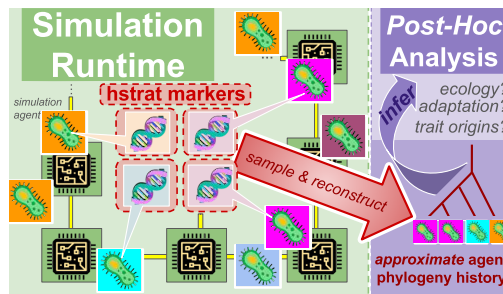 Simulation
Runtime
simulation
agent
hstrat markers
sample & reconstruct
Post-Hoc
Analysis
infer
ecology?
adaptation?
trait origins?
approximate agen
phylogeny history